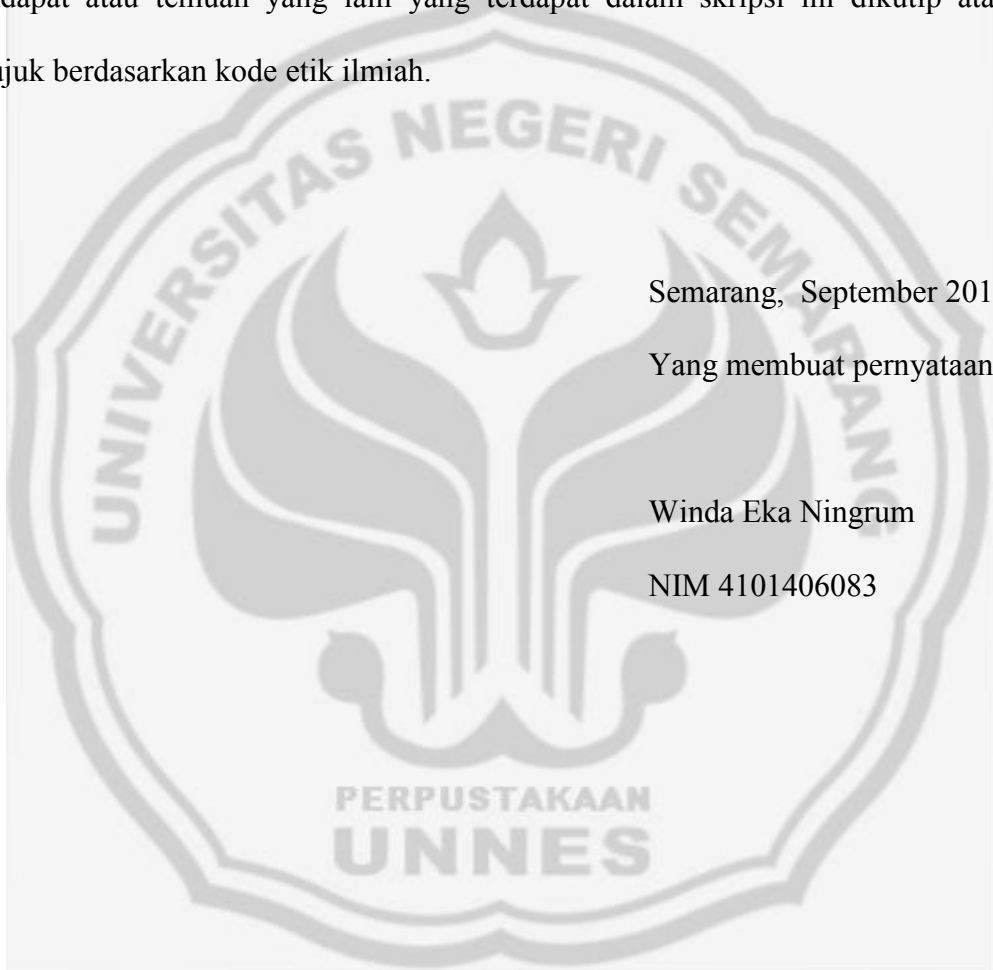 dapat atau temuan yang lain yang terdapat dalam skripsi ini dikutip ata
ujuk berdasarkan kode etik ilmiah.
UNIVERSITAS NEGERI SEMARANG
Semarang, September 201
Yang membuat pernyataan
Winda Eka Ningrum
NIM 4101406083
PERPUSTAKAAN
UNNES